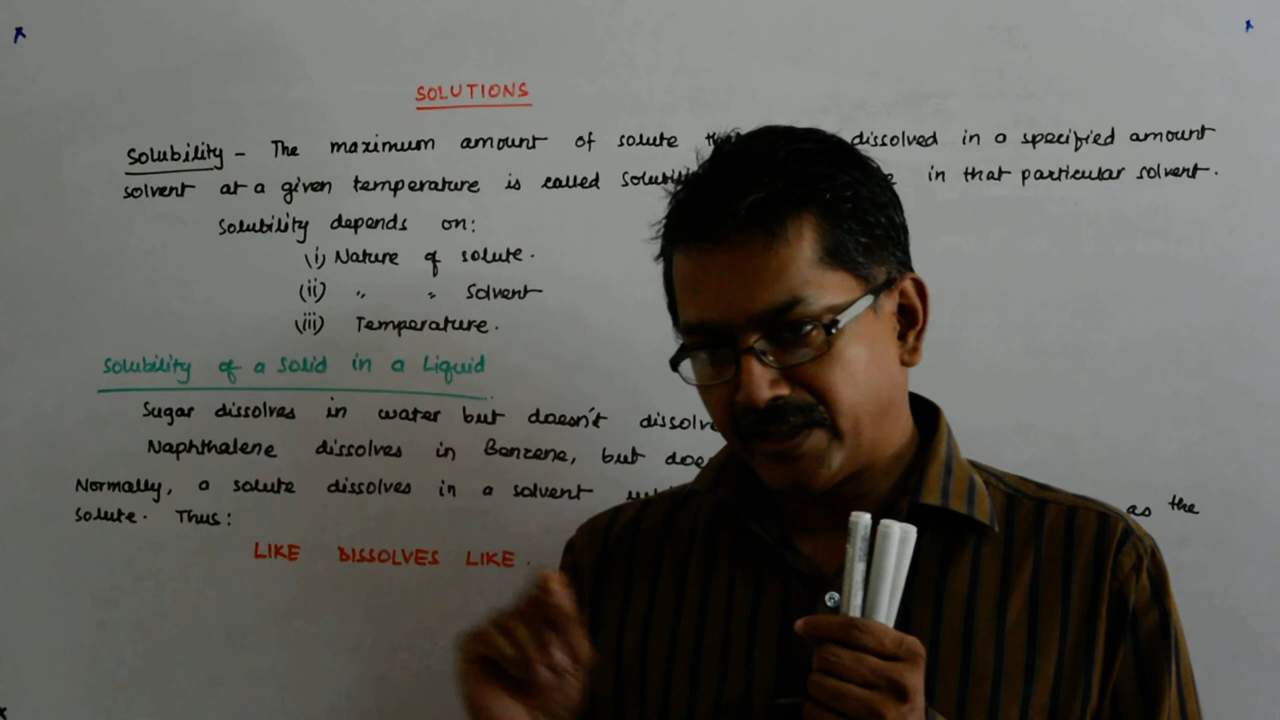 SOLUTIONS
Solubility - The maximum amount of solute dissolved in a specified amount
solvent at a given temperature is called in that particular solvent.
Solubility depends on:
(i) Nature of solute.
(ii) " " Solvent
(iii) Temperature.
Solubility of a Solid in a Liquid
Sugar dissolves in water but doesn't
Naphthalene dissolves in Benzene, but
Normally, a solute dissolves in a solvent as the
solute. Thus:
LIKE DISSOLVES LIKE.